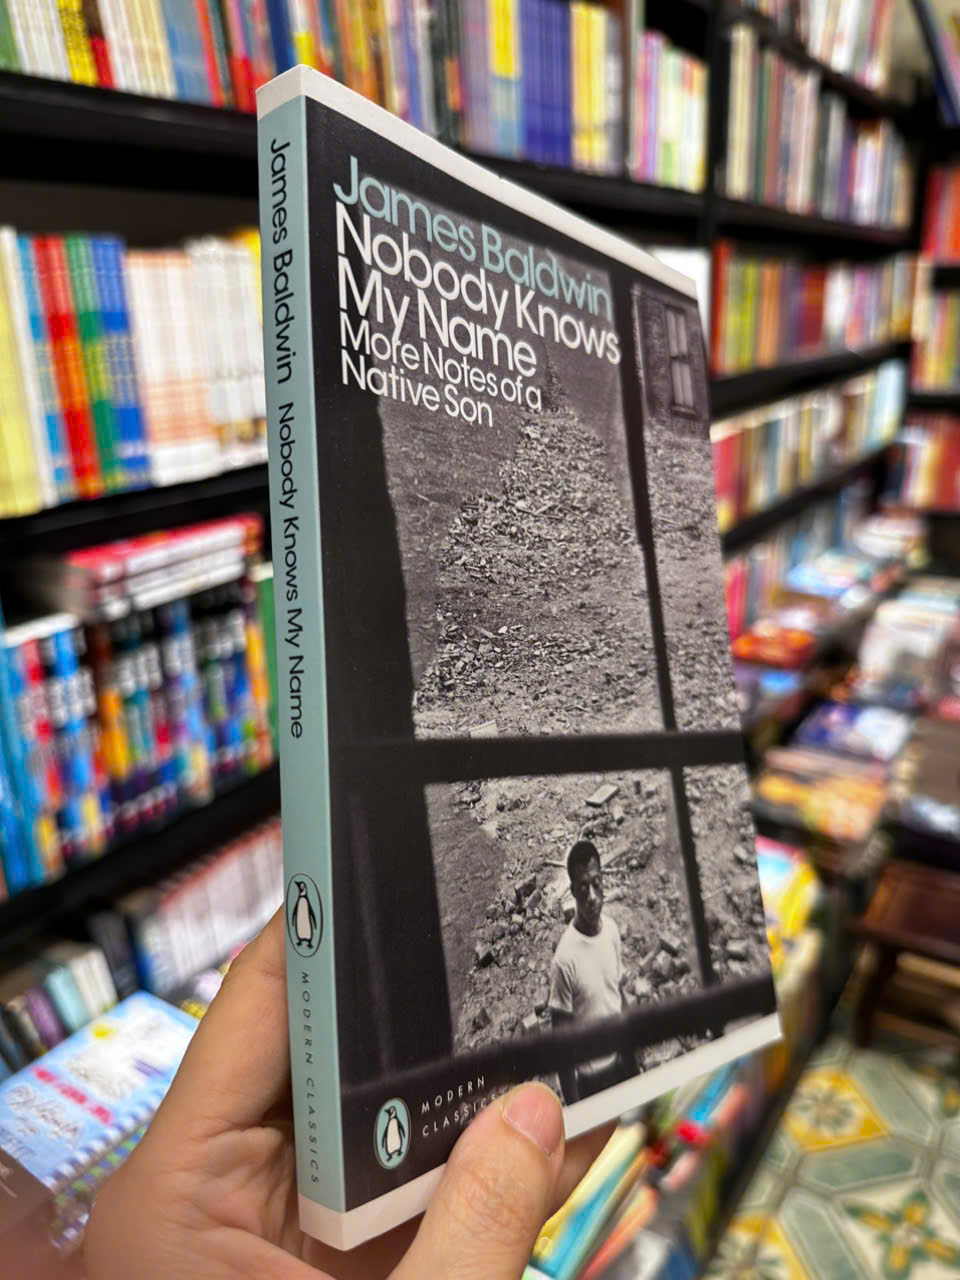 James Baldwin
Nobody Knows
My Name
More Notes of a
Native Son
MODERN
CLASSICS
James Baldwin Nobody Knows My Name
MODERN CLASSICS